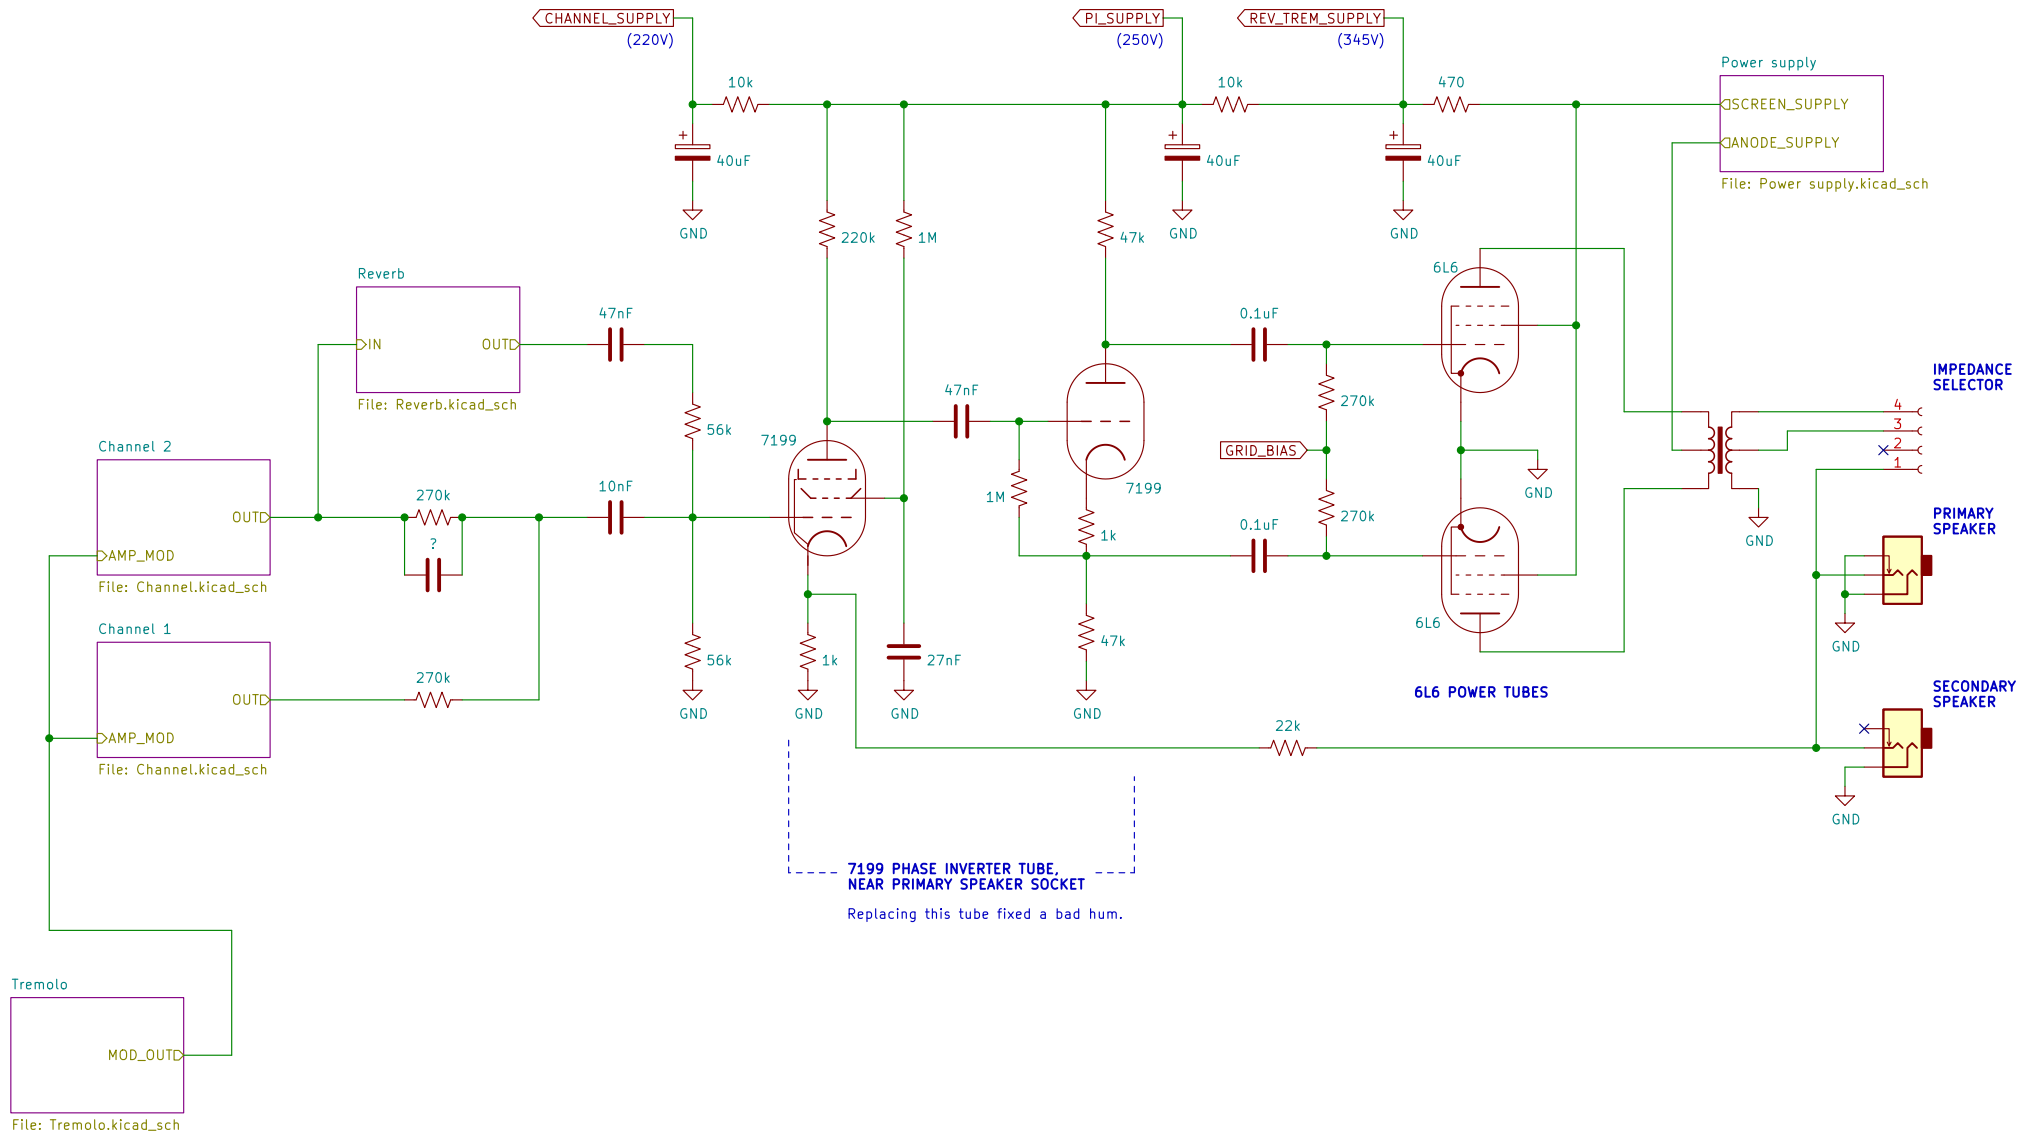 CHANNEL_SUPPLY
(220V)
PI_SUPPLY
(250V)
REV_TREM_SUPPLY
(345V)
Power supply
10k
10k
470
SCREEN_SUPPLY
ANODE_SUPPLY
File: Power supply.kicad_sch
+
40uF
GND
+
40uF
GND
+
40uF
GND
220k
1M
47k
Reverb
IN
OUT
File: Reverb.kicad_sch
47nF
56k
6L6
0.1uF
270k
47nF
7199
7199
GRID_BIAS
GND
IMPEDANCE
SELECTOR
4
3
2
1
Channel 2
OUT
AMP_MOD
File: Channel.kicad_sch
270k
?
10nF
1M
1k
0.1uF
270k
GND
PRIMARY
SPEAKER
GND
Channel 1
OUT
AMP_MOD
File: Channel.kicad_sch
270k
56k
GND
1k
GND
27nF
GND
47k
GND
6L6
6L6 POWER TUBES
SECONDARY
SPEAKER
GND
22k
7199 PHASE INVERTER TUBE,
NEAR PRIMARY SPEAKER SOCKET
Replacing this tube fixed a bad hum.
Tremolo
MOD_OUT
File: Tremolo.kicad_sch